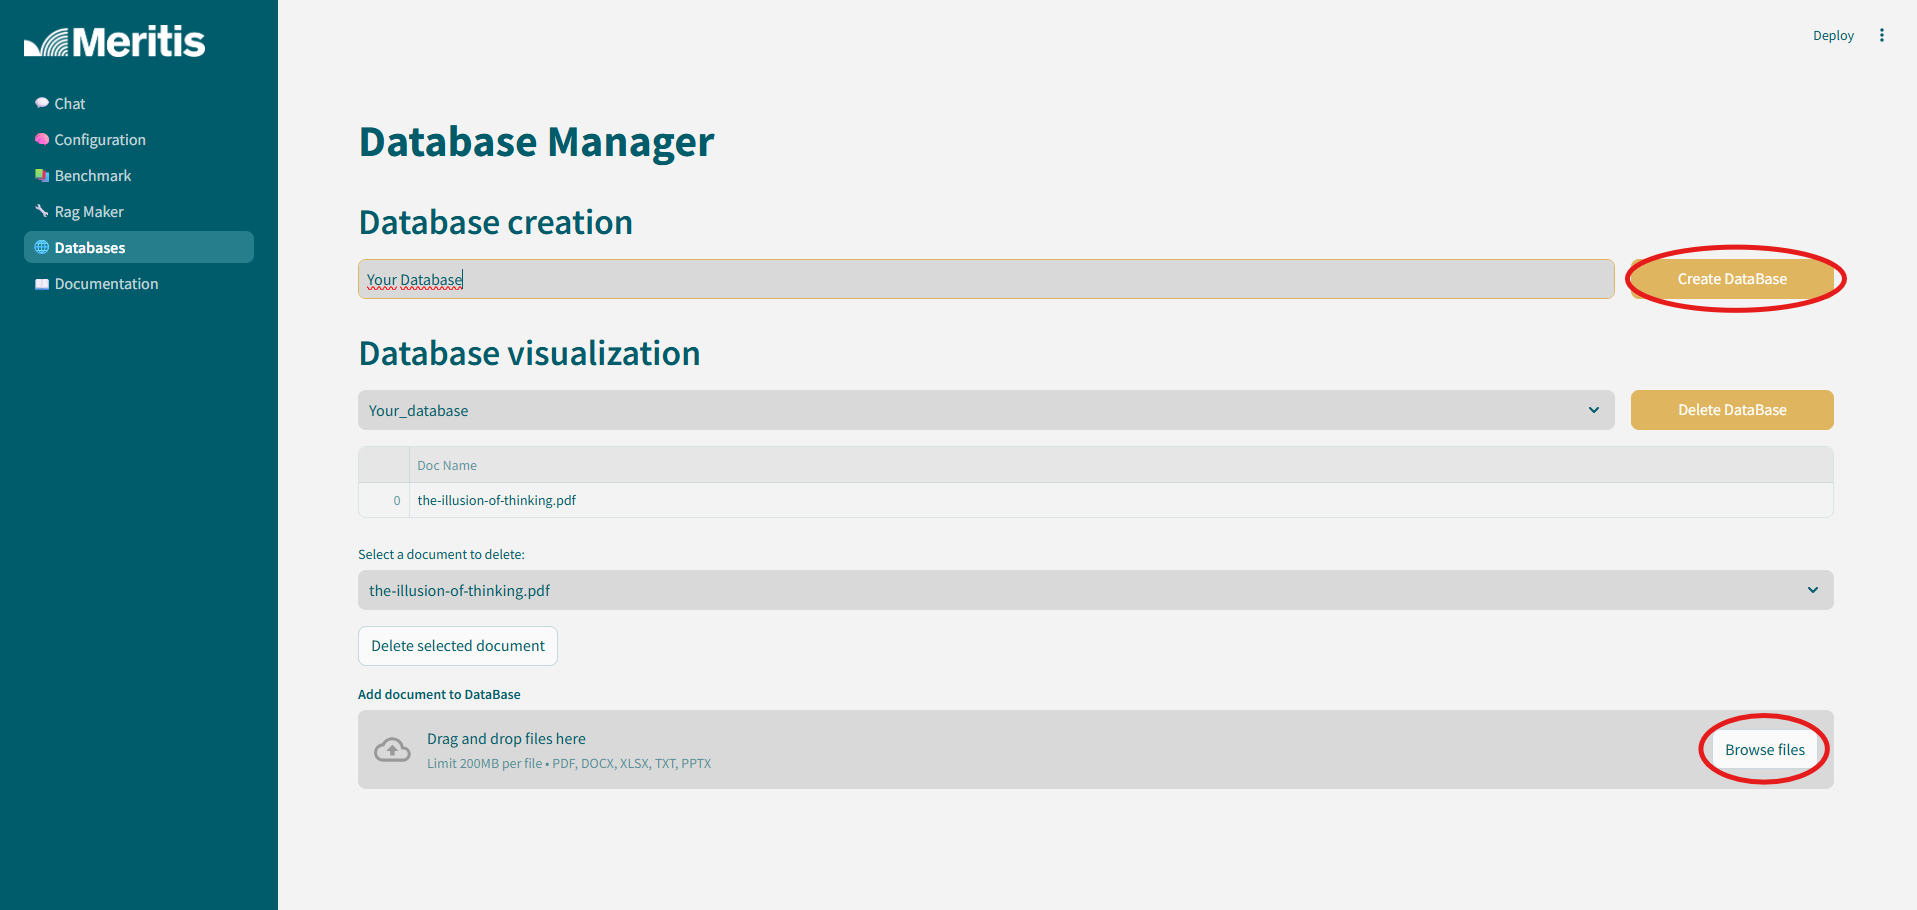 Meritis
Chat
Configuration
Benchmark
Rag Maker
Databases
Documentation
Deploy
Database Manager
Database creation
Your Database
Create DataBase
Database visualization
Your_database
Delete DataBase
Doc Name
0 the-illusion-of-thinking.pdf
Select a document to delete:
the-illusion-of-thinking.pdf
Delete selected document
Add document to DataBase
Drag and drop files here
Limit 200MB per file • PDF, DOCX, XLSX, TXT, PPTX
Browse files